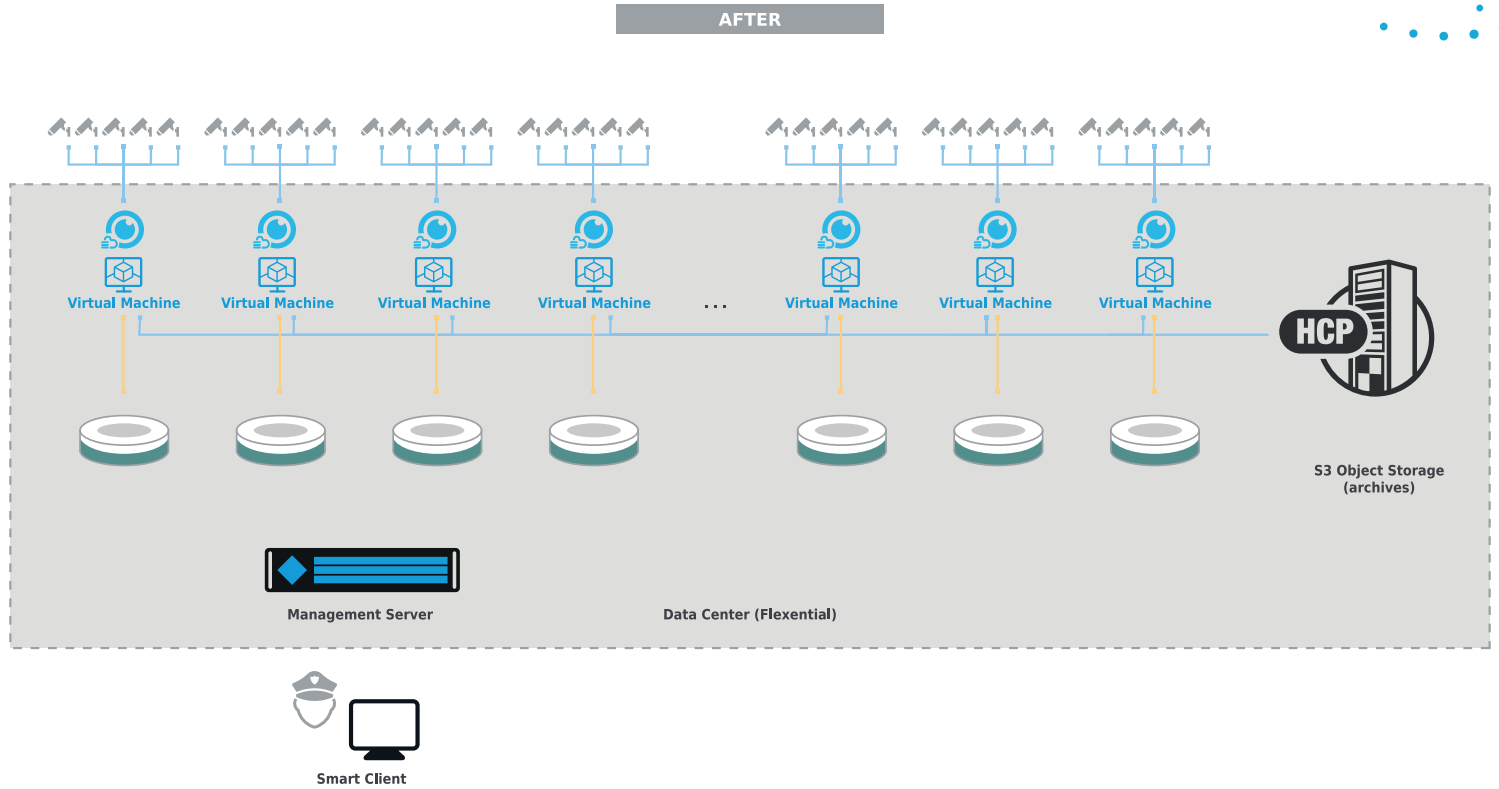 AFTER
Virtual Machine
Virtual Machine
Virtual Machine
Virtual Machine
...
Virtual Machine
Virtual Machine
Virtual Machine
HCP
S3 Object Storage
(archives)
Management Server
Data Center (Flexential)
Smart Client